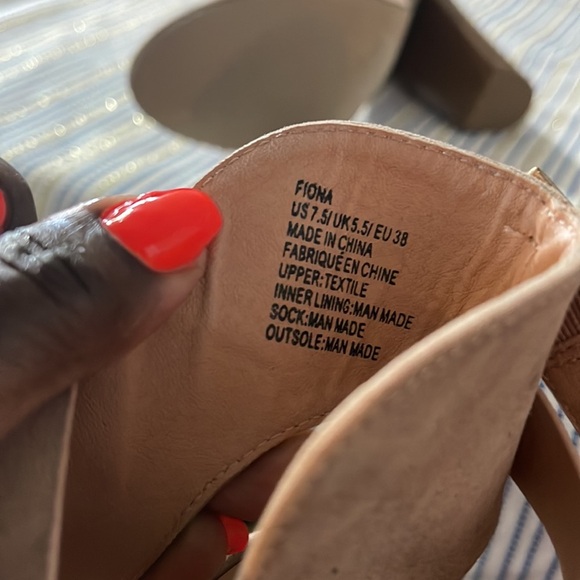 FIONA
US 7.5/ UK 5.5/ EU 38
MADE IN CHINA
FABRIQUÉ EN CHINE
UPPER:TEXTILE
INNER LINING:MAN MADE
SOCK:MAN MADE
OUTSOLE:MAN MADE